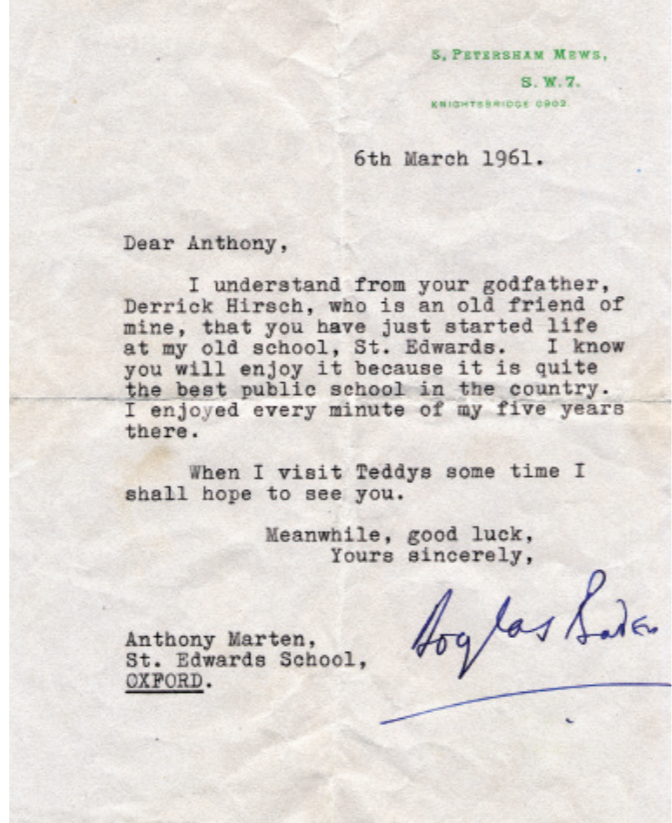 5, PETERSHAM MEWS,
S. W. 7.
KNIGHTSBRIDGE 0902
6th March 1961.
Dear Anthony,
I understand from your godfather,
Derrick Hirsch, who is an old friend of
mine, that you have just started life
at my old school, St. Edwards. I know
you will enjoy it because it is quite
the best public school in the country.
I enjoyed every minute of my five years
there.
When I visit Teddys some time I
shall hope to see you.
Meanwhile, good luck,
Yours sincerely,
Douglas Bader
Anthony Marten,
St. Edwards School,
OXFORD.